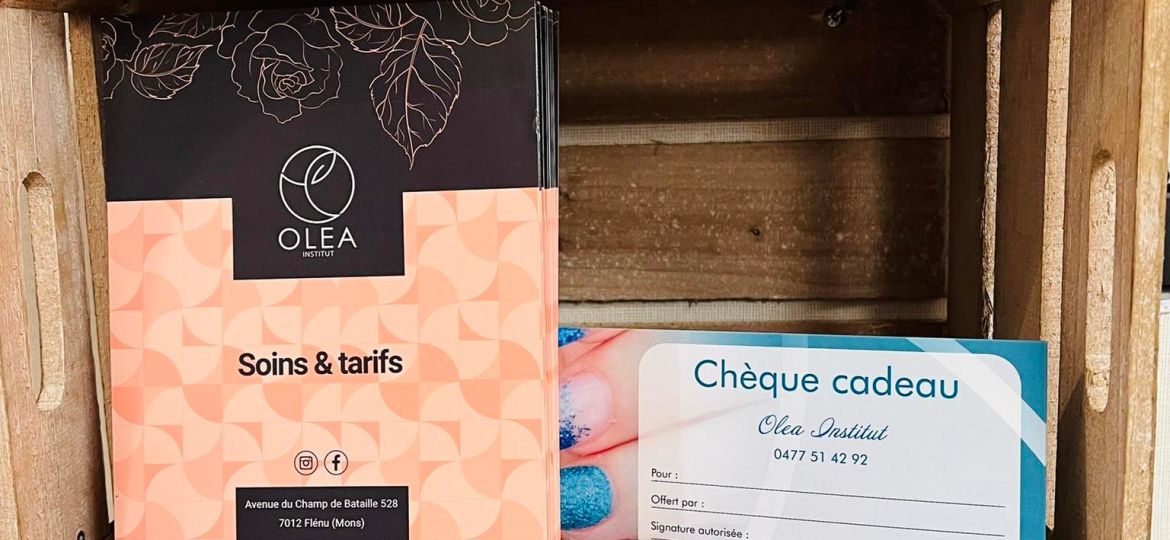 OLEA
INSTITUT
Soins & tarifs
Avenue du Champ de Bataille 528
7012 Flénu (Mons)
Chèque cadeau
Olea Institut
0477 51 42 92
Pour :
Offert par :
Signature autorisée :